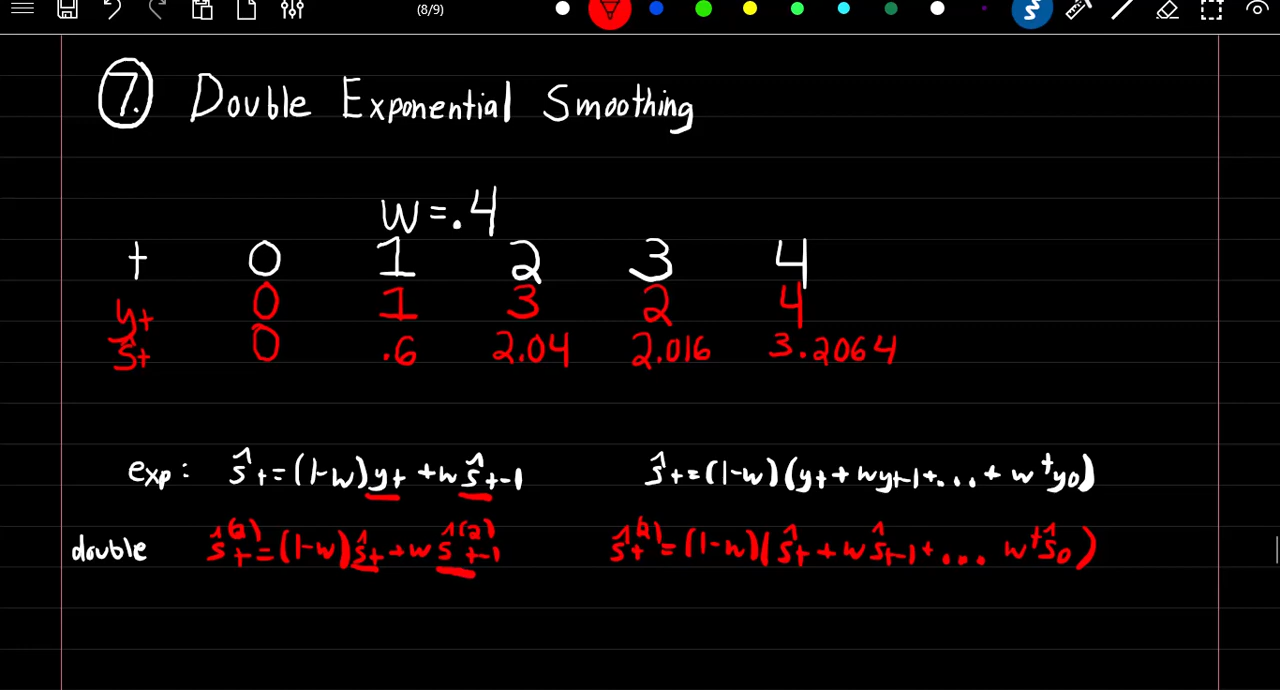 (8/9)
7. Double Exponential Smoothing
w = .4
t 0 1 2 3 4
yt 0 1 3 2 4
ŝt 0 .6 2.04 2.016 3.2064
exp: ŝt = (1-w)yt + wŝt-1 ŝt = (1-w)(yt + wyt-1 + ... + w^t y0)
double ŝt^(2) = (1-w)ŝt + wŝt-1^(2) ŝt^(2) = (1-w)(ŝt + wŝt-1 + ... w^t ŝ0)